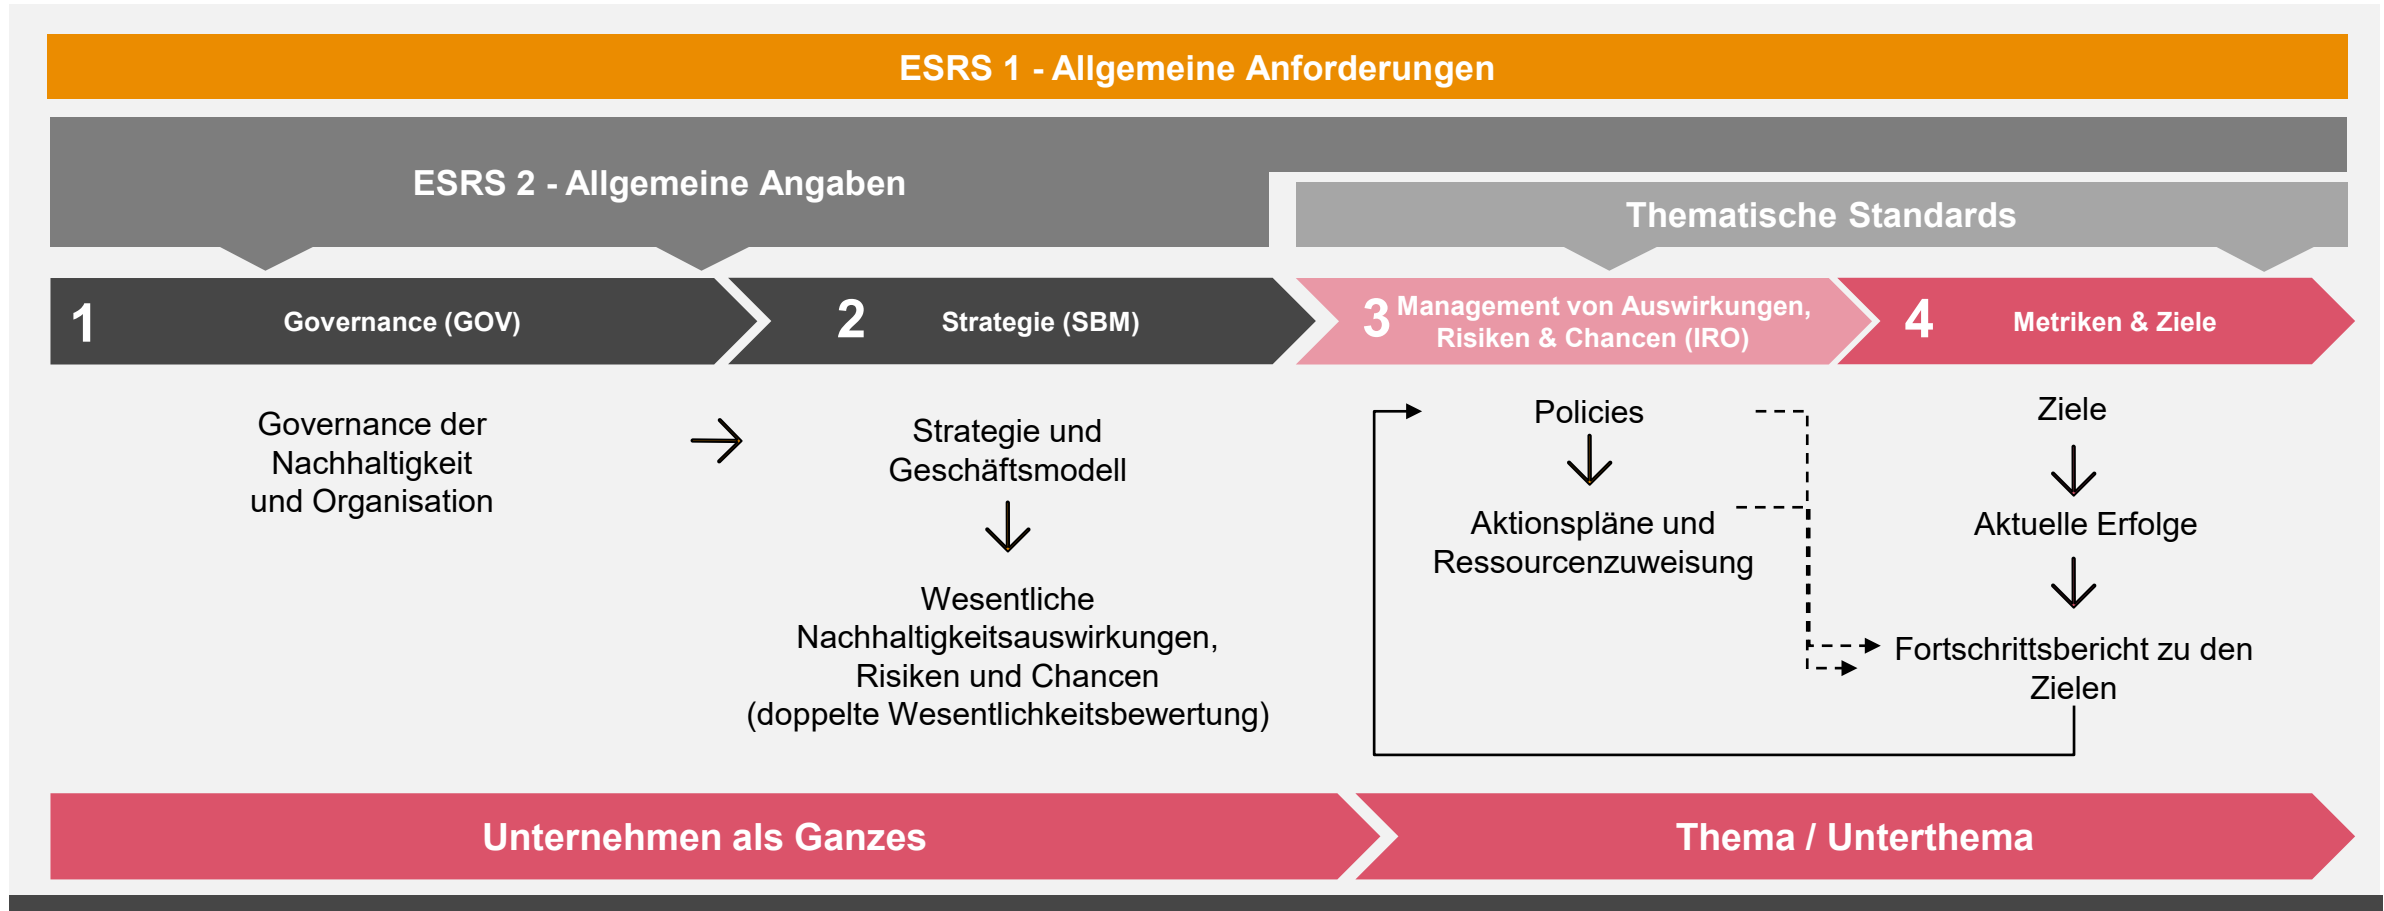 ESRS 1 - Allgemeine Anforderungen
ESRS 2 - Allgemeine Angaben
Thematische Standards
1
Governance (GOV)
2
Strategie (SBM)
3
Management von Auswirkungen,
Risiken & Chancen (IRO)
4
Metriken & Ziele
Governance der
Nachhaltigkeit
und Organisation
Strategie und
Geschäftsmodell
Wesentliche
Nachhaltigkeitsauswirkungen,
Risiken und Chancen
(doppelte Wesentlichkeitsbewertung)
Policies
Aktionspläne und
Ressourcenzuweisung
Ziele
Aktuelle Erfolge
Fortschrittsbericht zu den
Zielen
Unternehmen als Ganzes
Thema / Unterthema